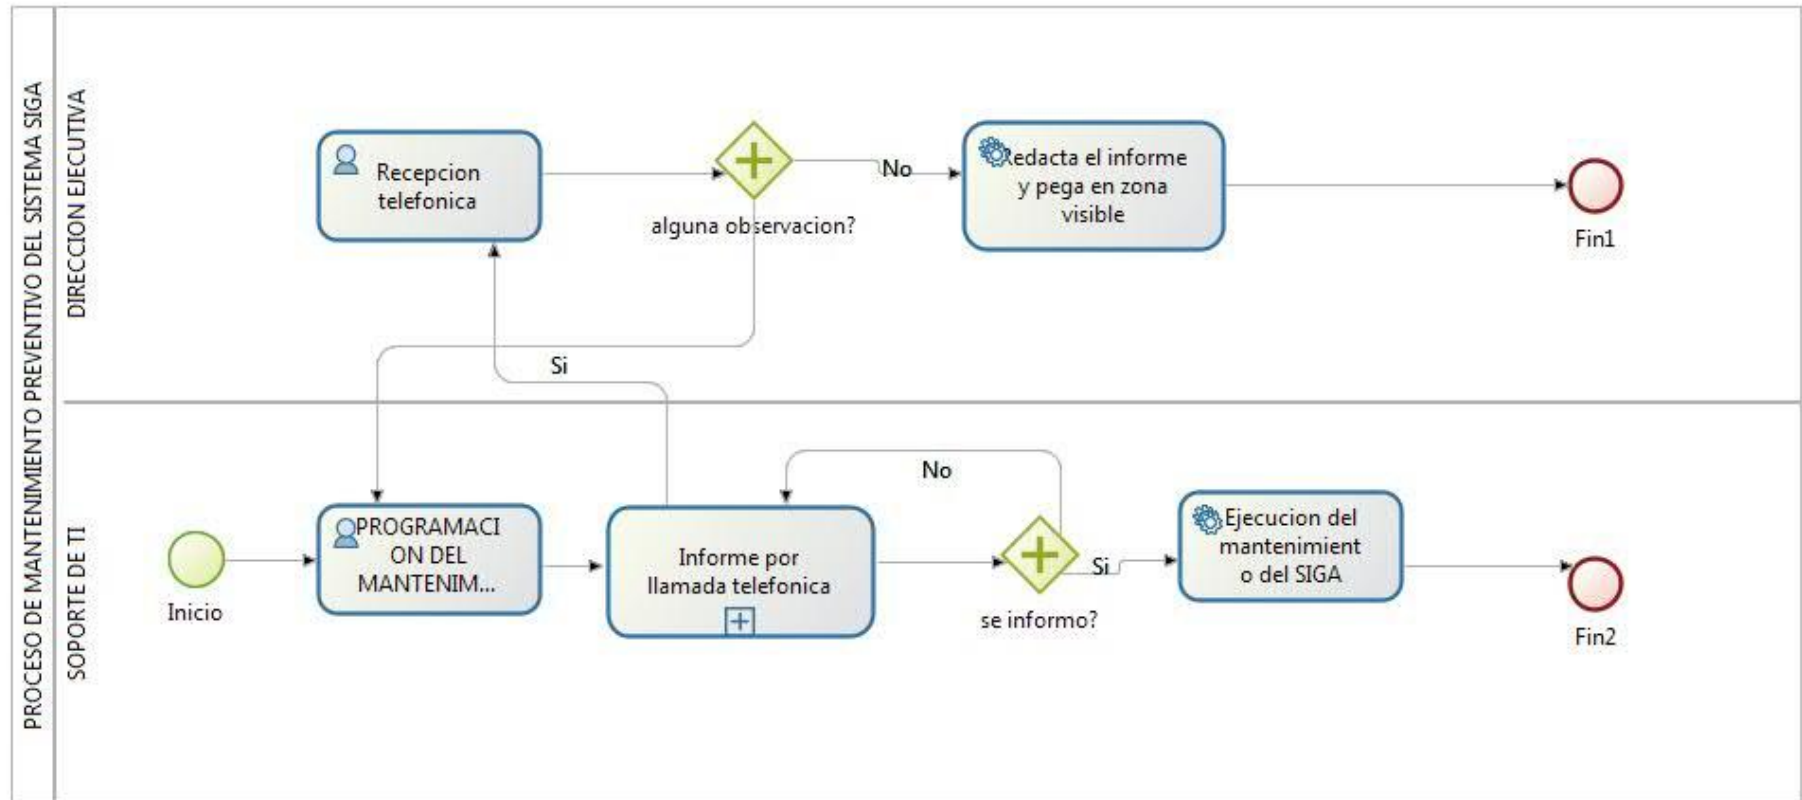 PROCESO DE MANTENIMIENTO PREVENTIVO DEL SISTEMA SIGA
DIRECCION EJECUTIVA
Recepcion
telefonica
alguna observacion?
No
Redacta el informe
y pega en zona
visible
Fin1
Si
SOPORTE DE TI
Inicio
PROGRAMACI
ON DEL
MANTENIM...
Informe por
llamada telefonica
No
se informo?
Si
Ejecucion del
mantenimient
o del SIGA
Fin2